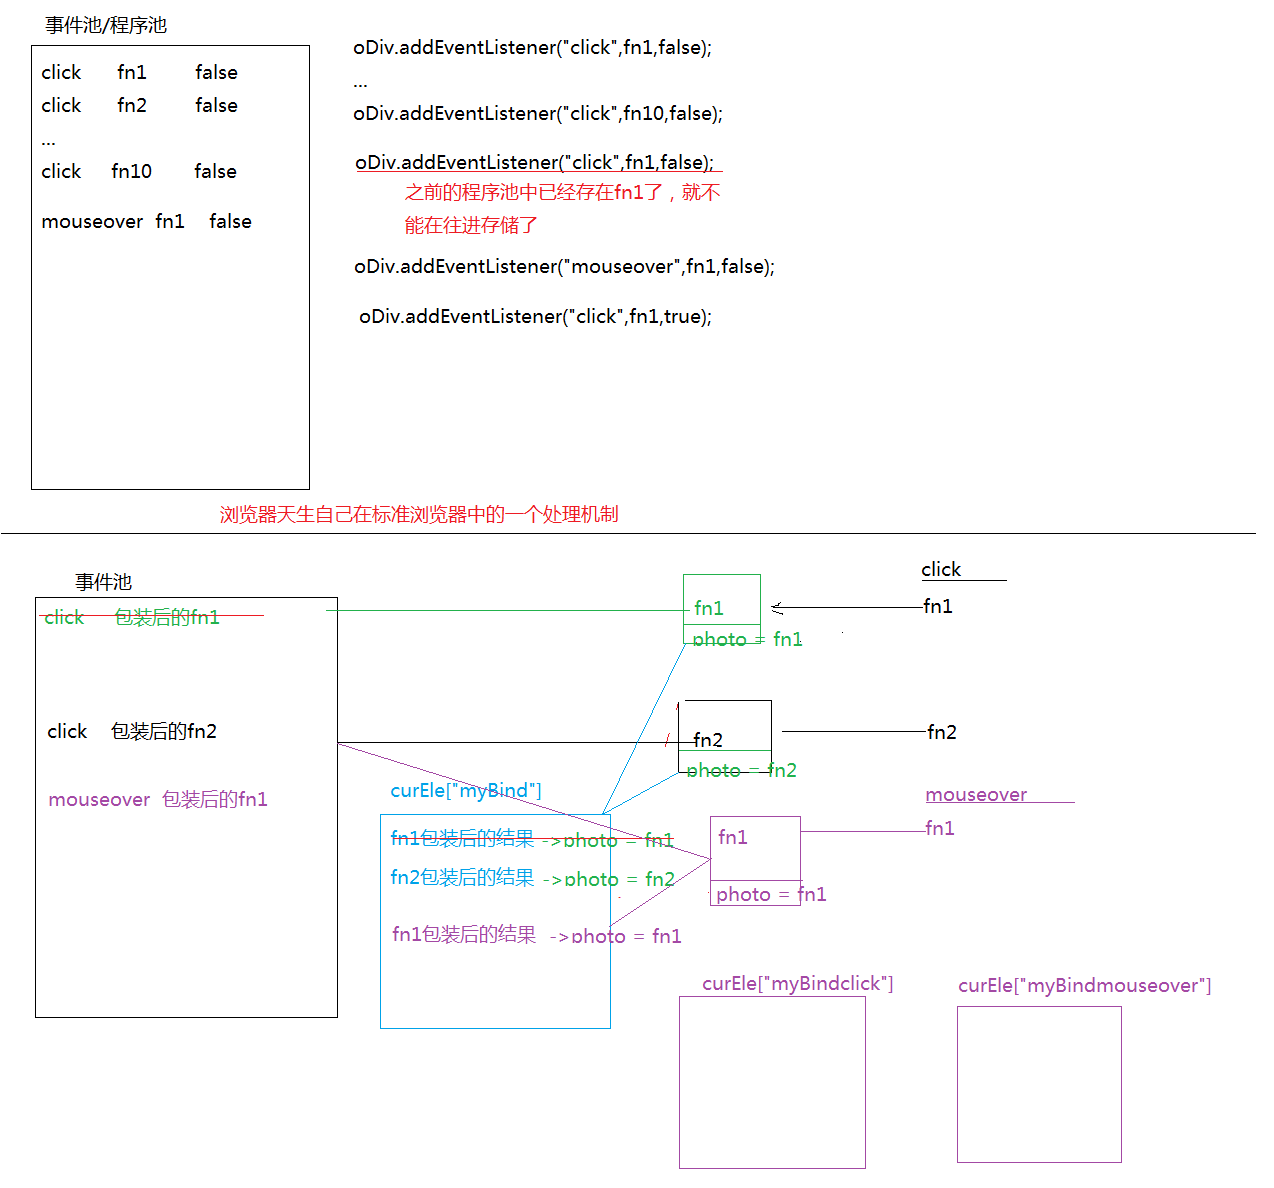 事件池/程序池
click fn1 false
click fn2 false
...
click fn10 false
mouseover fn1 false
oDiv.addEventListener("click",fn1,false);
...
oDiv.addEventListener("click",fn10,false);
oDiv.addEventListener("click",fn1,false);
之前的程序池中已经存在fn1了，就不
能在往进存储了
oDiv.addEventListener("mouseover",fn1,false);
oDiv.addEventListener("click",fn1,true);
浏览器天生自己在标准浏览器中的一个处理机制
事件池
click 包装后的fn1
click 包装后的fn2
mouseover 包装后的fn1
fn1
photo = fn1
click
fn1
fn2
photo = fn2
fn2
curEle["myBind"]
fn1包装后的结果 ->photo = fn1
fn2包装后的结果 ->photo = fn2
fn1包装后的结果 ->photo = fn1
fn1
photo = fn1
mouseover
fn1
curEle["myBindclick"]
curEle["myBindmouseover"]